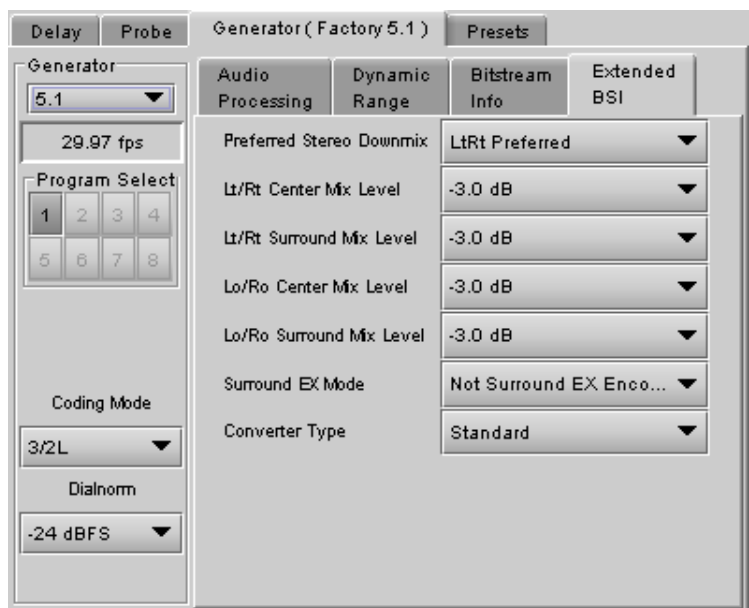 Delay Probe Generator ( Factory 5.1 ) Presets
Generator
5.1
29.97 fps
Program Select
1 2 3 4
5 6 7 8
Coding Mode
3/2L
Dialnorm
-24 dBFS
Audio Processing
Dynamic Range
Bitstream Info
Extended BSI
Preferred Stereo Downmix LtRt Preferred
Lt/Rt Center Mix Level -3.0 dB
Lt/Rt Surround Mix Level -3.0 dB
Lo/Ro Center Mix Level -3.0 dB
Lo/Ro Surround Mix Level -3.0 dB
Surround EX Mode Not Surround EX Enco...
Converter Type Standard